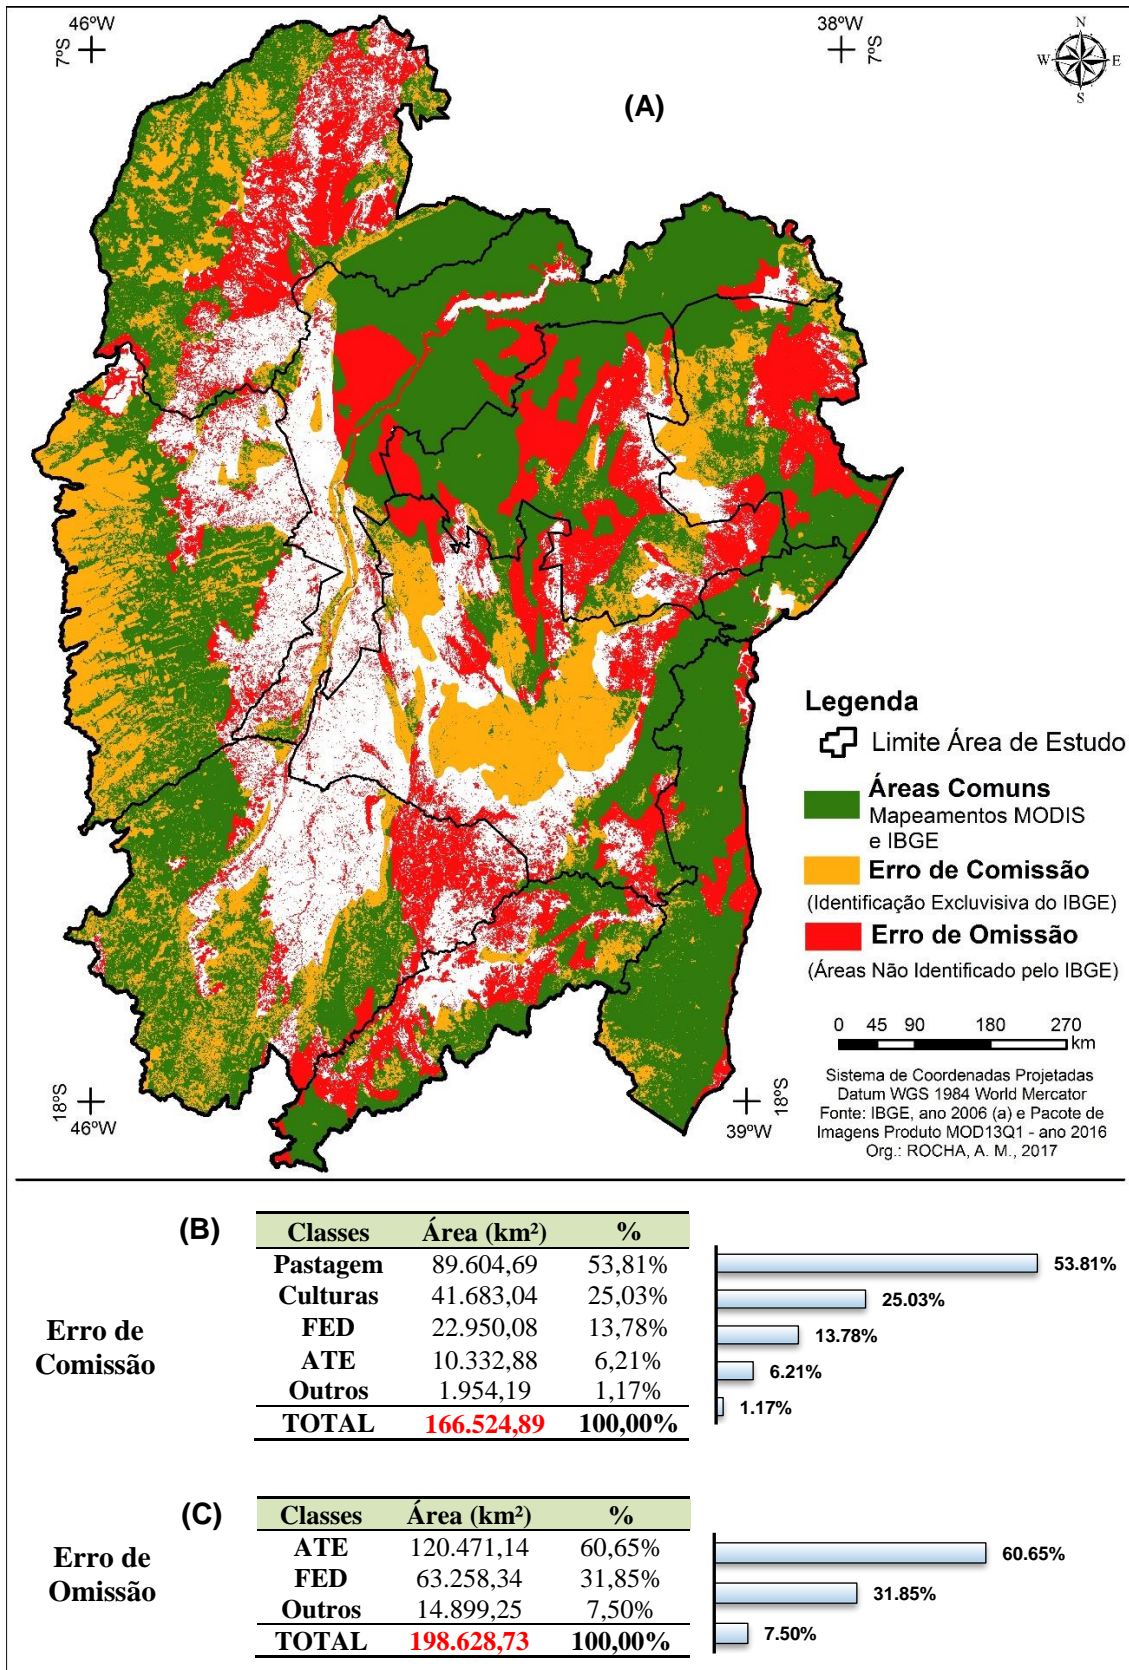 46ºW
7ºS
38ºW
7ºS
N
W
E
S
(A)
Legenda
Limite Área de Estudo
Áreas Comuns
Mapeamentos MODIS
e IBGE
Erro de Comissão
(Identificação Excluvisiva do IBGE)
Erro de Omissão
(Áreas Não Identificado pelo IBGE)
0 45 90 180 270
km
Sistema de Coordenadas Projetadas
Datum WGS 1984 World Mercator
Fonte: IBGE, ano 2006 (a) e Pacote de
Imagens Produto MOD13Q1 - ano 2016
Org.: ROCHA, A. M., 2017
18ºS
46ºW
39ºW
18ºS
(B)
Erro de
Comissão
Classes Área (km²) %
Pastagem 89.604,69 53,81%
Culturas 41.683,04 25,03%
FED 22.950,08 13,78%
ATE 10.332,88 6,21%
Outros 1.954,19 1,17%
TOTAL 166.524,89 100,00%
53.81%
25.03%
13.78%
6.21%
1.17%
(C)
Erro de
Omissão
Classes Área (km²) %
ATE 120.471,14 60,65%
FED 63.258,34 31,85%
Outros 14.899,25 7,50%
TOTAL 198.628,73 100,00%
60.65%
31.85%
7.50%